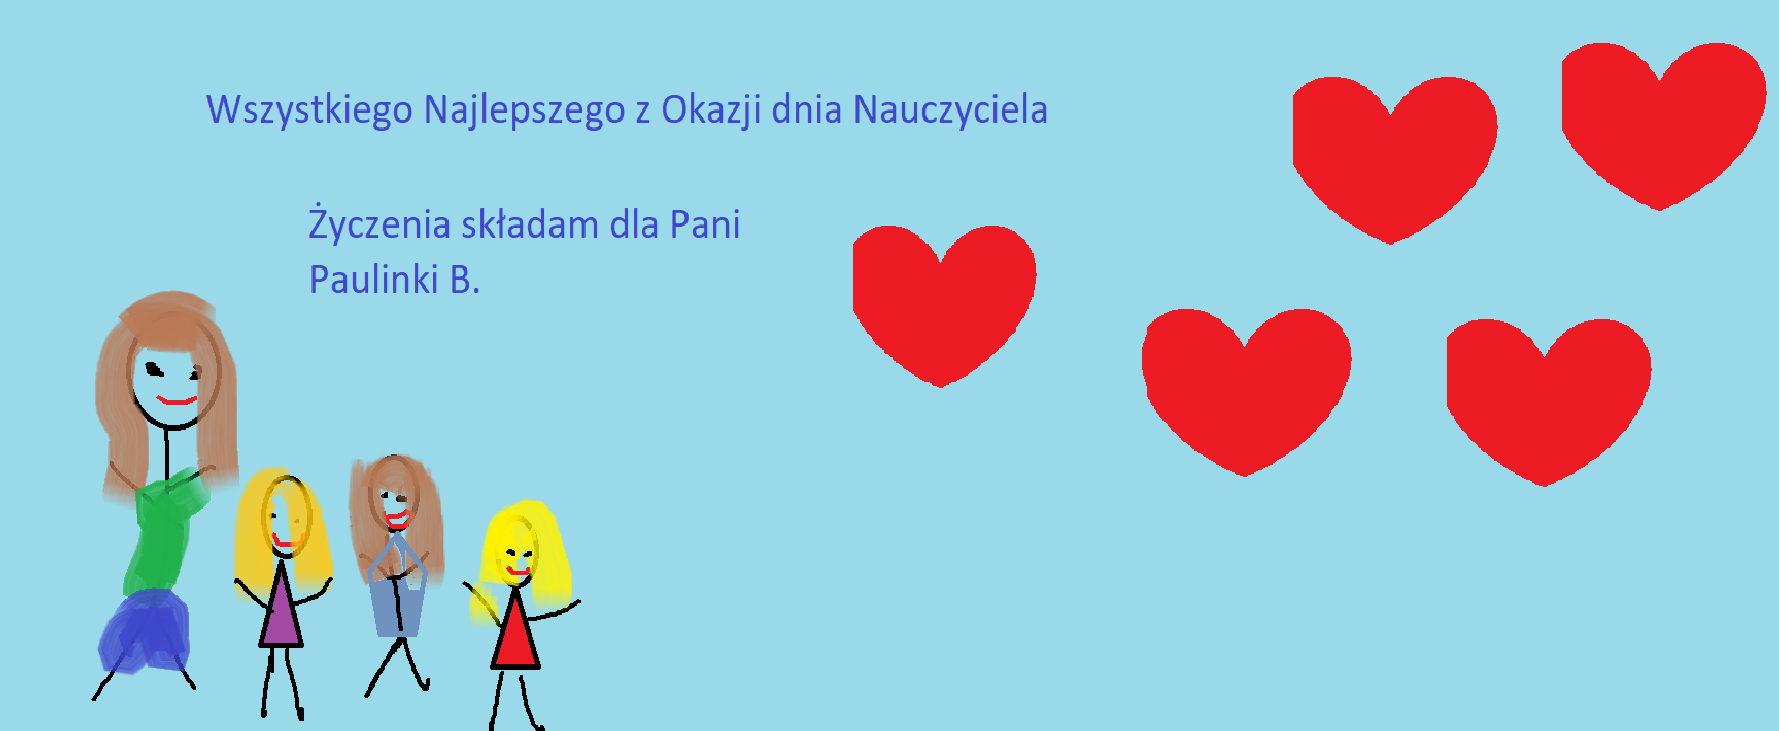 Wszystkiego Najlepszego z Okazji dnia Nauczyciela
Życzenia składam dla Pani
Paulinki B.